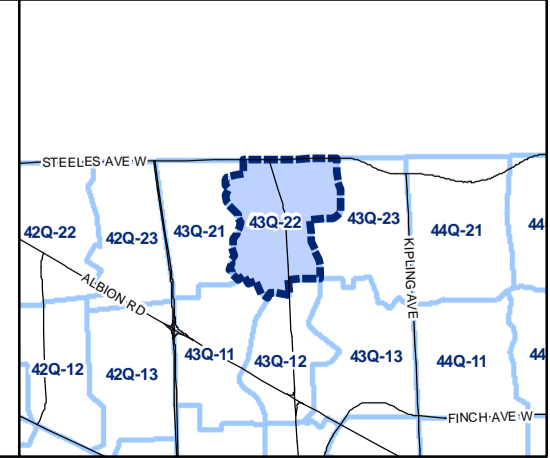 STEELES AVE W
42Q-22
42Q-23
43Q-21
43Q-22
43Q-23
44Q-21
44
KIPLING AVE
ALBION RD
42Q-12
42Q-13
43Q-11
43Q-12
43Q-13
44Q-11
44
FINCH AVE W